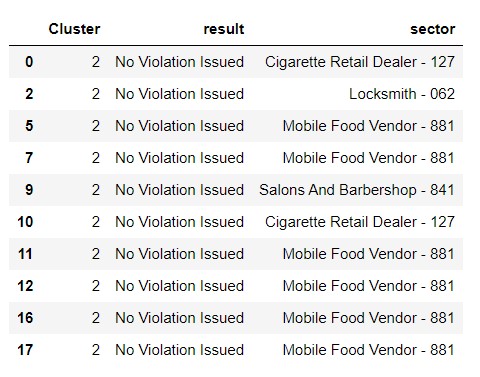 Cluster result sector
0 2 No Violation Issued Cigarette Retail Dealer - 127
2 2 No Violation Issued Locksmith - 062
5 2 No Violation Issued Mobile Food Vendor - 881
7 2 No Violation Issued Mobile Food Vendor - 881
9 2 No Violation Issued Salons And Barbershop - 841
10 2 No Violation Issued Cigarette Retail Dealer - 127
11 2 No Violation Issued Mobile Food Vendor - 881
12 2 No Violation Issued Mobile Food Vendor - 881
16 2 No Violation Issued Mobile Food Vendor - 881
17 2 No Violation Issued Mobile Food Vendor - 881